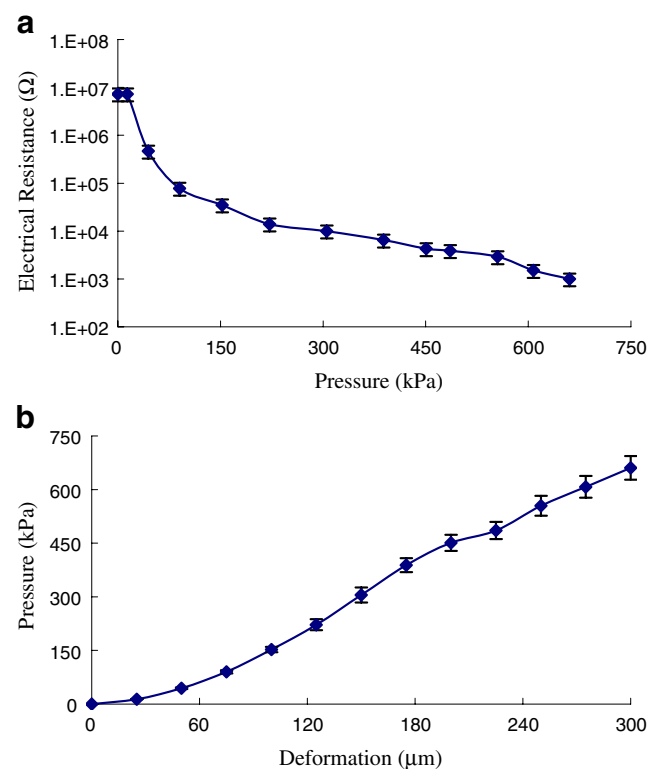 a
1.E+08
1.E+07
1.E+06
1.E+05
1.E+04
1.E+03
1.E+02
Electrical Resistance (Ω)
0 150 300 450 600 750
Pressure (kPa)
b
750
600
450
300
150
0
Pressure (kPa)
0 60 120 180 240 300
Deformation (μm)